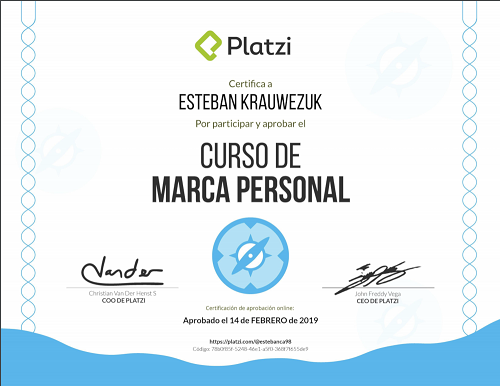 Platzi
Certifica a
ESTEBAN KRAUWEZUK
Por participar y aprobar el
CURSO DE
MARCA PERSONAL
Vander
Christian Van Der Henst S
COO DE PLATZI
John Freddy Vega
CEO DE PLATZI
Certificación de aprobación online:
Aprobado el 14 de FEBRERO de 2019
https://platzi.com/@estebanca98
Código: